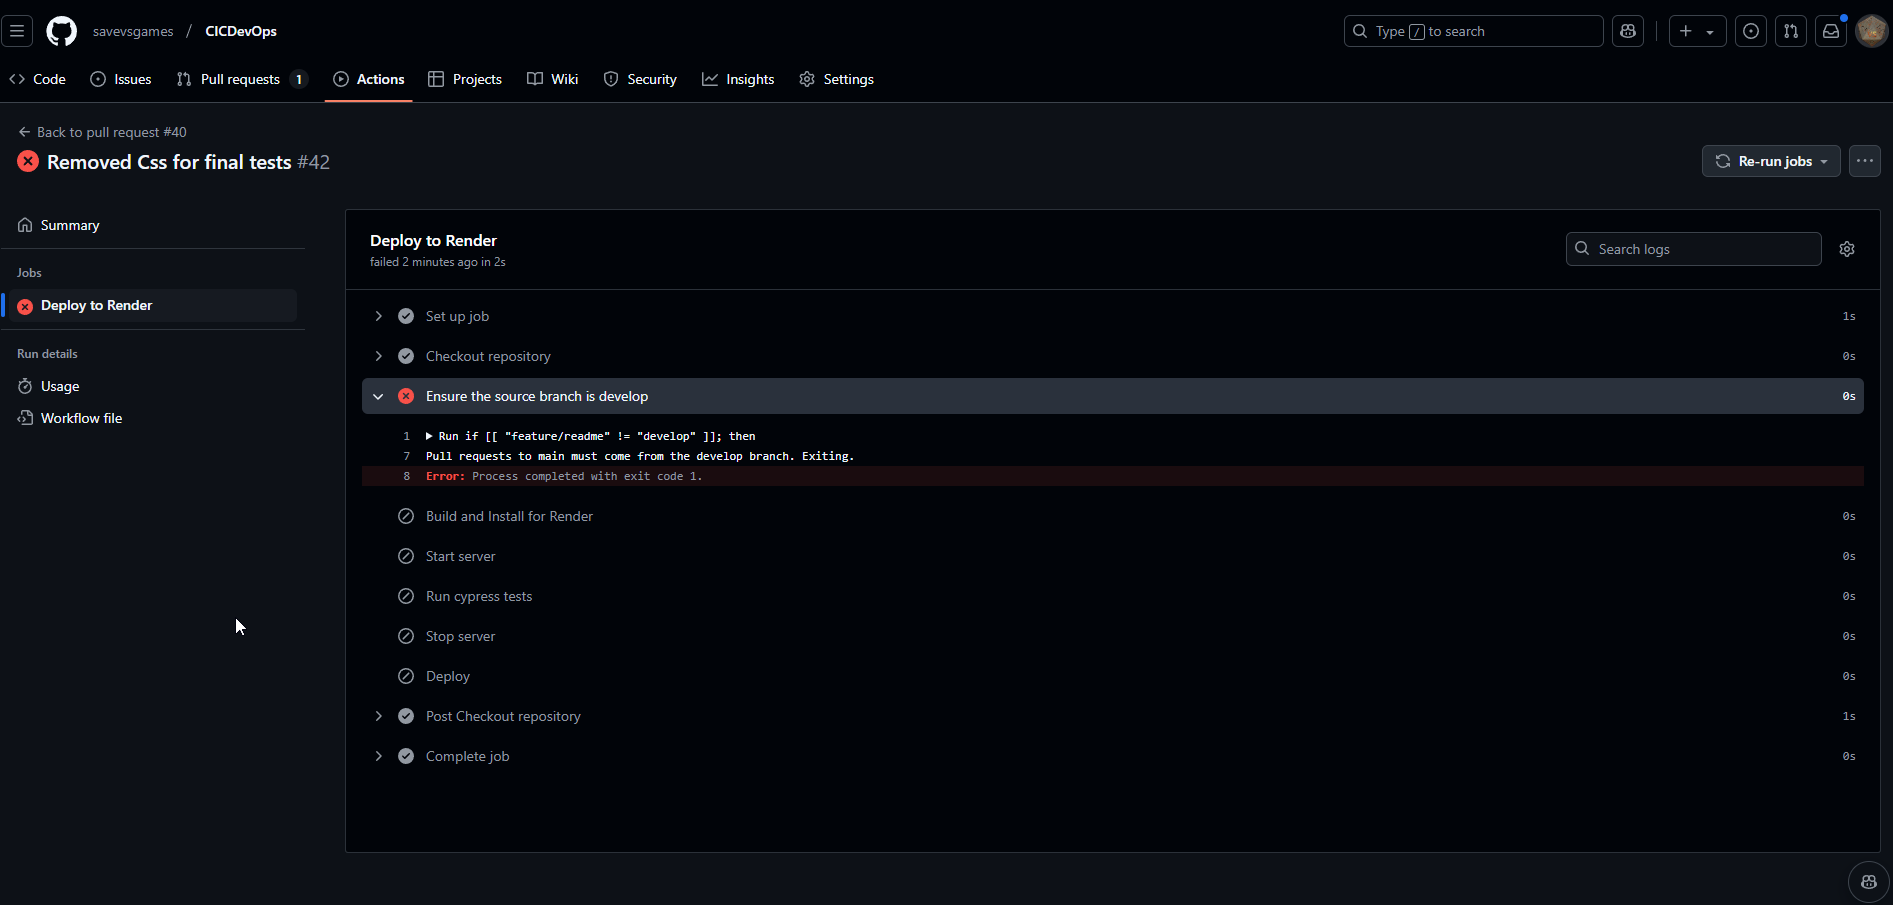 savevsgames / CICDevOps
Type / to search
Code
Issues
Pull requests 1
Actions
Projects
Wiki
Security
Insights
Settings
Back to pull request #40
Removed Css for final tests #42
Re-run jobs
Summary
Jobs
Deploy to Render
Run details
Usage
Workflow file
Deploy to Render
failed 2 minutes ago in 2s
Search logs
Set up job 1s
Checkout repository 0s
Ensure the source branch is develop 0s
1 Run if [[ "feature/readme" != "develop" ]]; then
7 Pull requests to main must come from the develop branch. Exiting.
8 Error: Process completed with exit code 1.
Build and Install for Render 0s
Start server 0s
Run cypress tests 0s
Stop server 0s
Deploy 0s
Post Checkout repository 1s
Complete job 0s